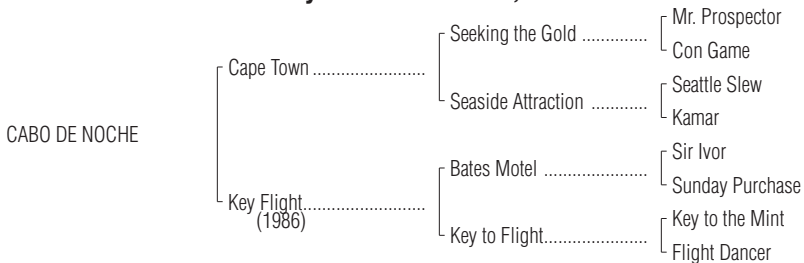 Mr. Prospector
Seeking the Gold ..............
Con Game
Cape Town ........................
Seattle Slew
Seaside Attraction ............
Kamar
CABO DE NOCHE
Sir Ivor
Bates Motel ......................
Sunday Purchase
Key Flight..........................
(1986)
Key to the Mint
Key to Flight......................
Flight Dancer